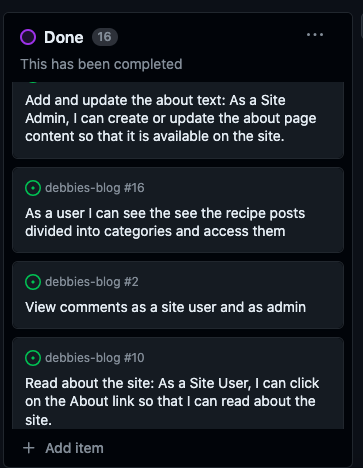 Done 16
This has been completed
Add and update the about text: As a Site
Admin, I can create or update the about page
content so that it is available on the site.
debbies-blog #16
As a user I can see the see the recipe posts
divided into categories and access them
debbies-blog #2
View comments as a site user and as admin
debbies-blog #10
Read about the site: As a Site User, I can click
on the About link so that I can read about the
site.
+ Add item